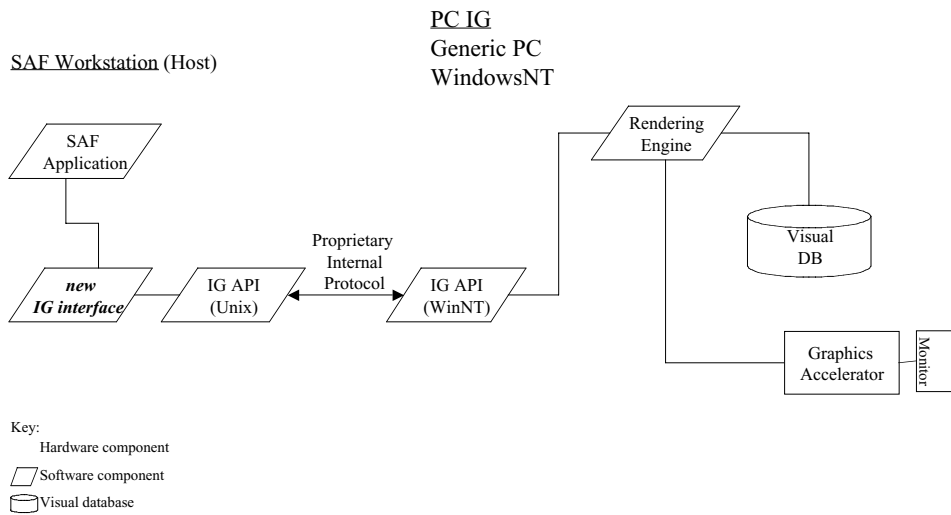 PC IG
Generic PC
WindowsNT
SAF Workstation (Host)
SAF
Application
Rendering
Engine
Visual
DB
Proprietary
Internal
Protocol
new
IG interface
IG API
(Unix)
IG API
(WinNT)
Graphics
Accelerator
Monitor
Key:
Hardware component
Software component
Visual database